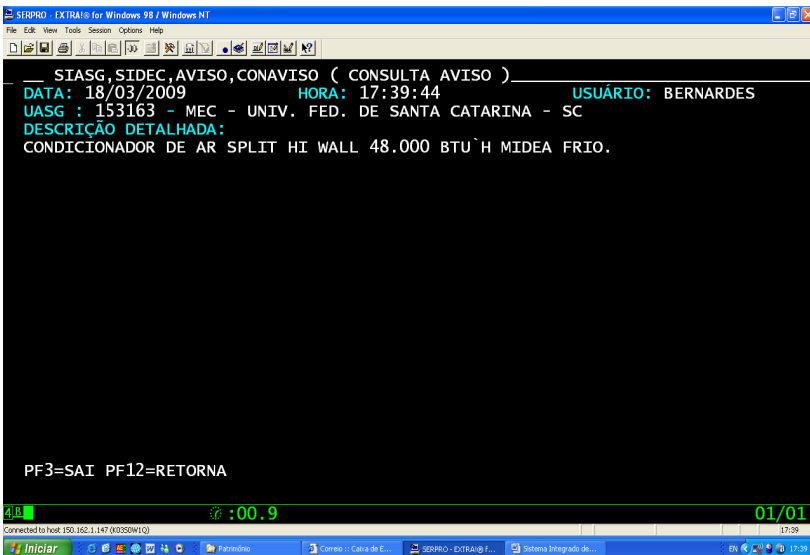 SERPRO - EXTRA!® for Windows 98 / Windows NT
File Edit View Tools Session Options Help
__ SIASG,SIDEC,AVISO,CONAVISO ( CONSULTA AVISO )
DATA: 18/03/2009 HORA: 17:39:44 USUÁRIO: BERNARDES
UASG : 153163 - MEC - UNIV. FED. DE SANTA CATARINA - SC
DESCRIÇÃO DETALHADA:
CONDICIONADOR DE AR SPLIT HI WALL 48.000 BTU`H MIDEA FRIO.
PF3=SAI PF12=RETORNA
4B :00.9 01/01
Connected to host 150.162.1.147 (K0350W1Q) 17:39
Iniciar Patrimônio Correio :: Caixa de E... SERPRO - EXTRA!® f... Sistema Integrado de... EN 17:39